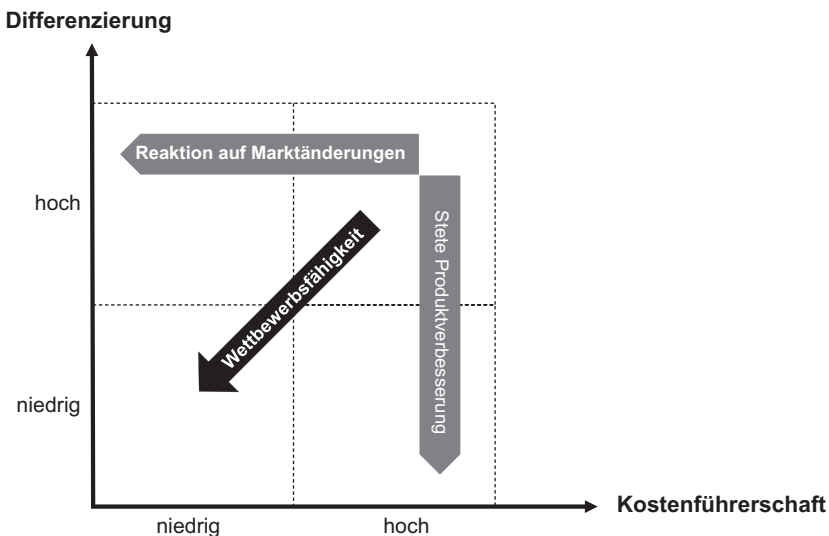 Differenzierung
Reaktion auf Marktänderungen
hoch
Stete Produktverbesserung
Wettbewerbsfähigkeit
niedrig
Kostenführerschaft
niedrig
hoch